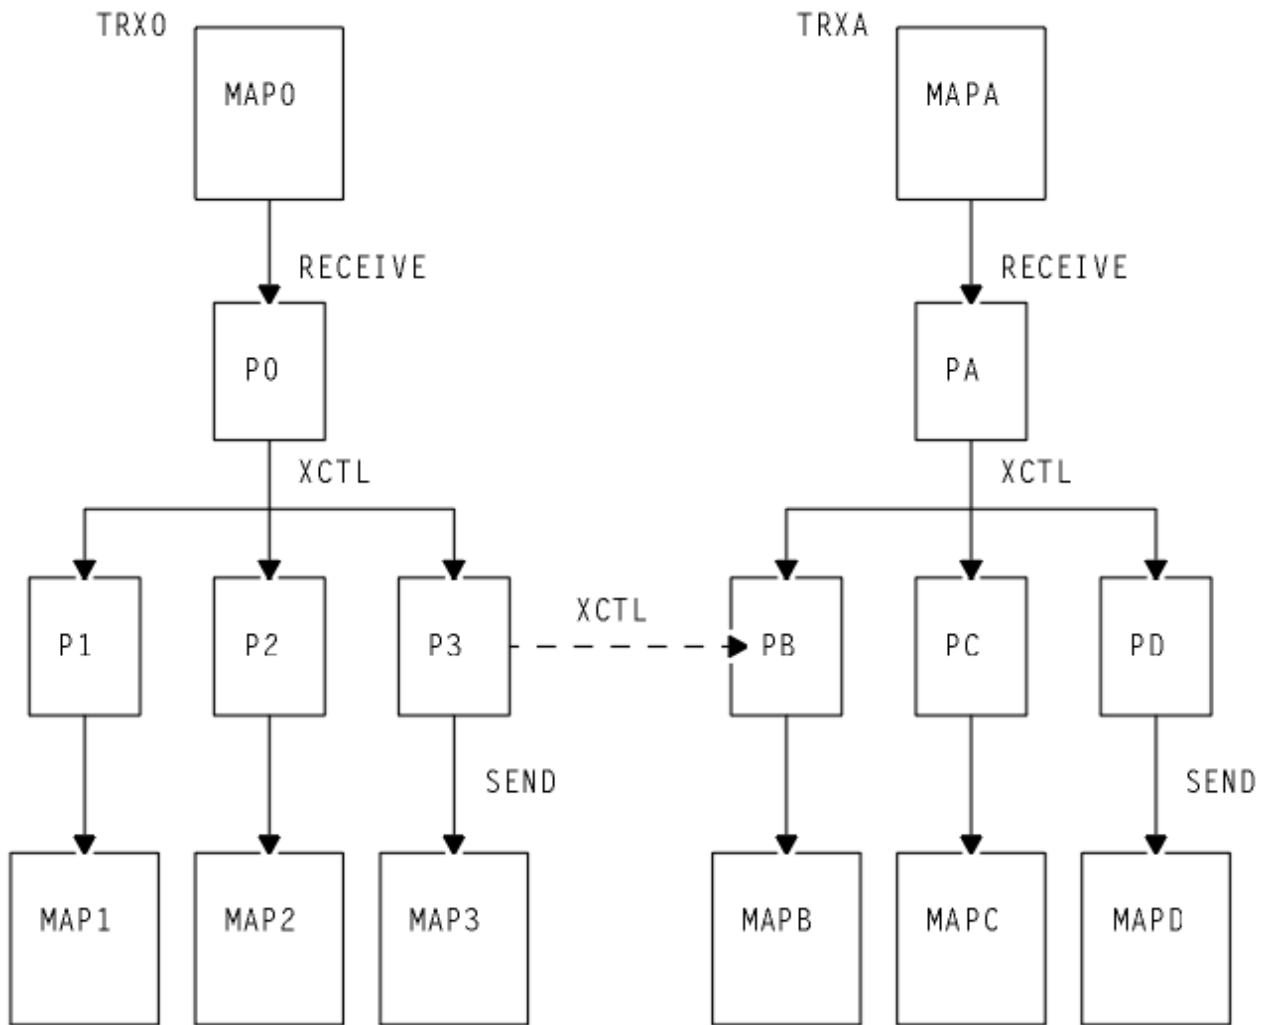 TRX0
TRXA
MAP0
MAPA
RECEIVE
RECEIVE
P0
PA
XCTL
XCTL
P1
P2
P3
XCTL
PB
PC
PD
SEND
SEND
MAP1
MAP2
MAP3
MAPB
MAPC
MAPD